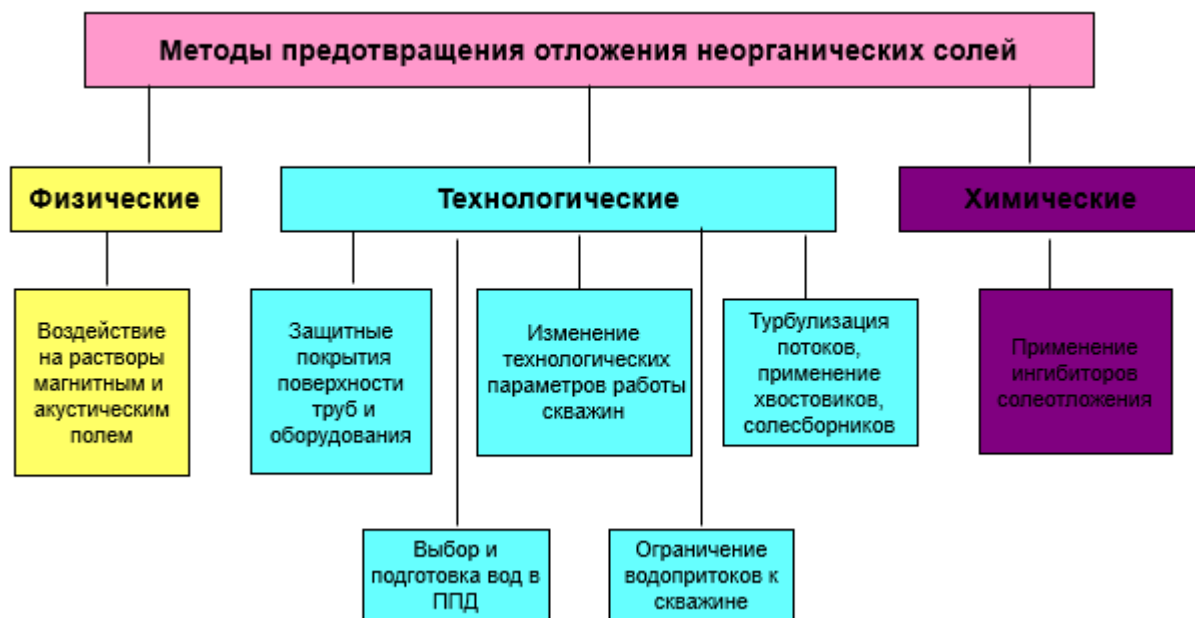 Методы предотвращения отложения неорганических солей
Физические
Технологические
Химические
Воздействие
на растворы
магнитным и
акустическим
полем
Защитные
покрытия
поверхности
труб и
оборудования
Изменение
технологических
параметров работы
скважин
Турбулизация
потоков,
применение
хвостовиков,
солесборников
Применение
ингибиторов
солеотложения
Выбор и
подготовка вод в
ППД
Ограничение
водопритоков к
скважине